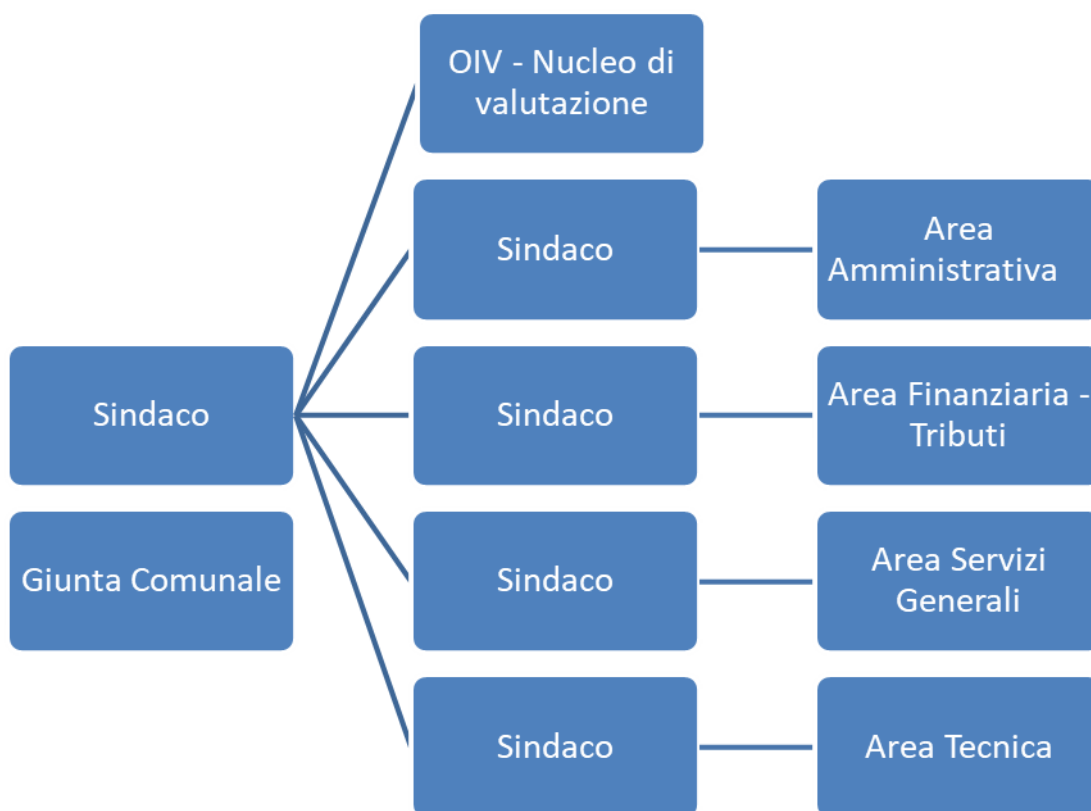 OIV - Nucleo di
valutazione
Sindaco
Area
Amministrativa
Sindaco
Sindaco
Area Finanziaria -
Tributi
Giunta Comunale
Sindaco
Area Servizi
Generali
Sindaco
Area Tecnica